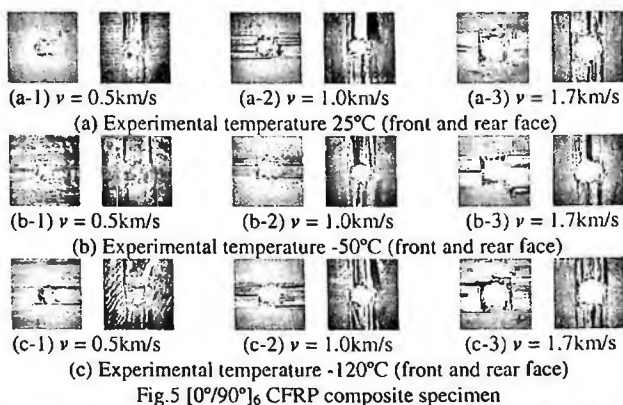 (a-1) ν = 0.5km/s (a-2) ν = 1.0km/s (a-3) ν = 1.7km/s
(a) Experimental temperature 25°C (front and rear face)
(b-1) ν = 0.5km/s (b-2) ν = 1.0km/s (b-3) ν = 1.7km/s
(b) Experimental temperature -50°C (front and rear face)
(c-1) ν = 0.5km/s (c-2) ν = 1.0km/s (c-3) ν = 1.7km/s
(c) Experimental temperature -120°C (front and rear face)
Fig.5 [0°/90°]₆ CFRP composite specimen